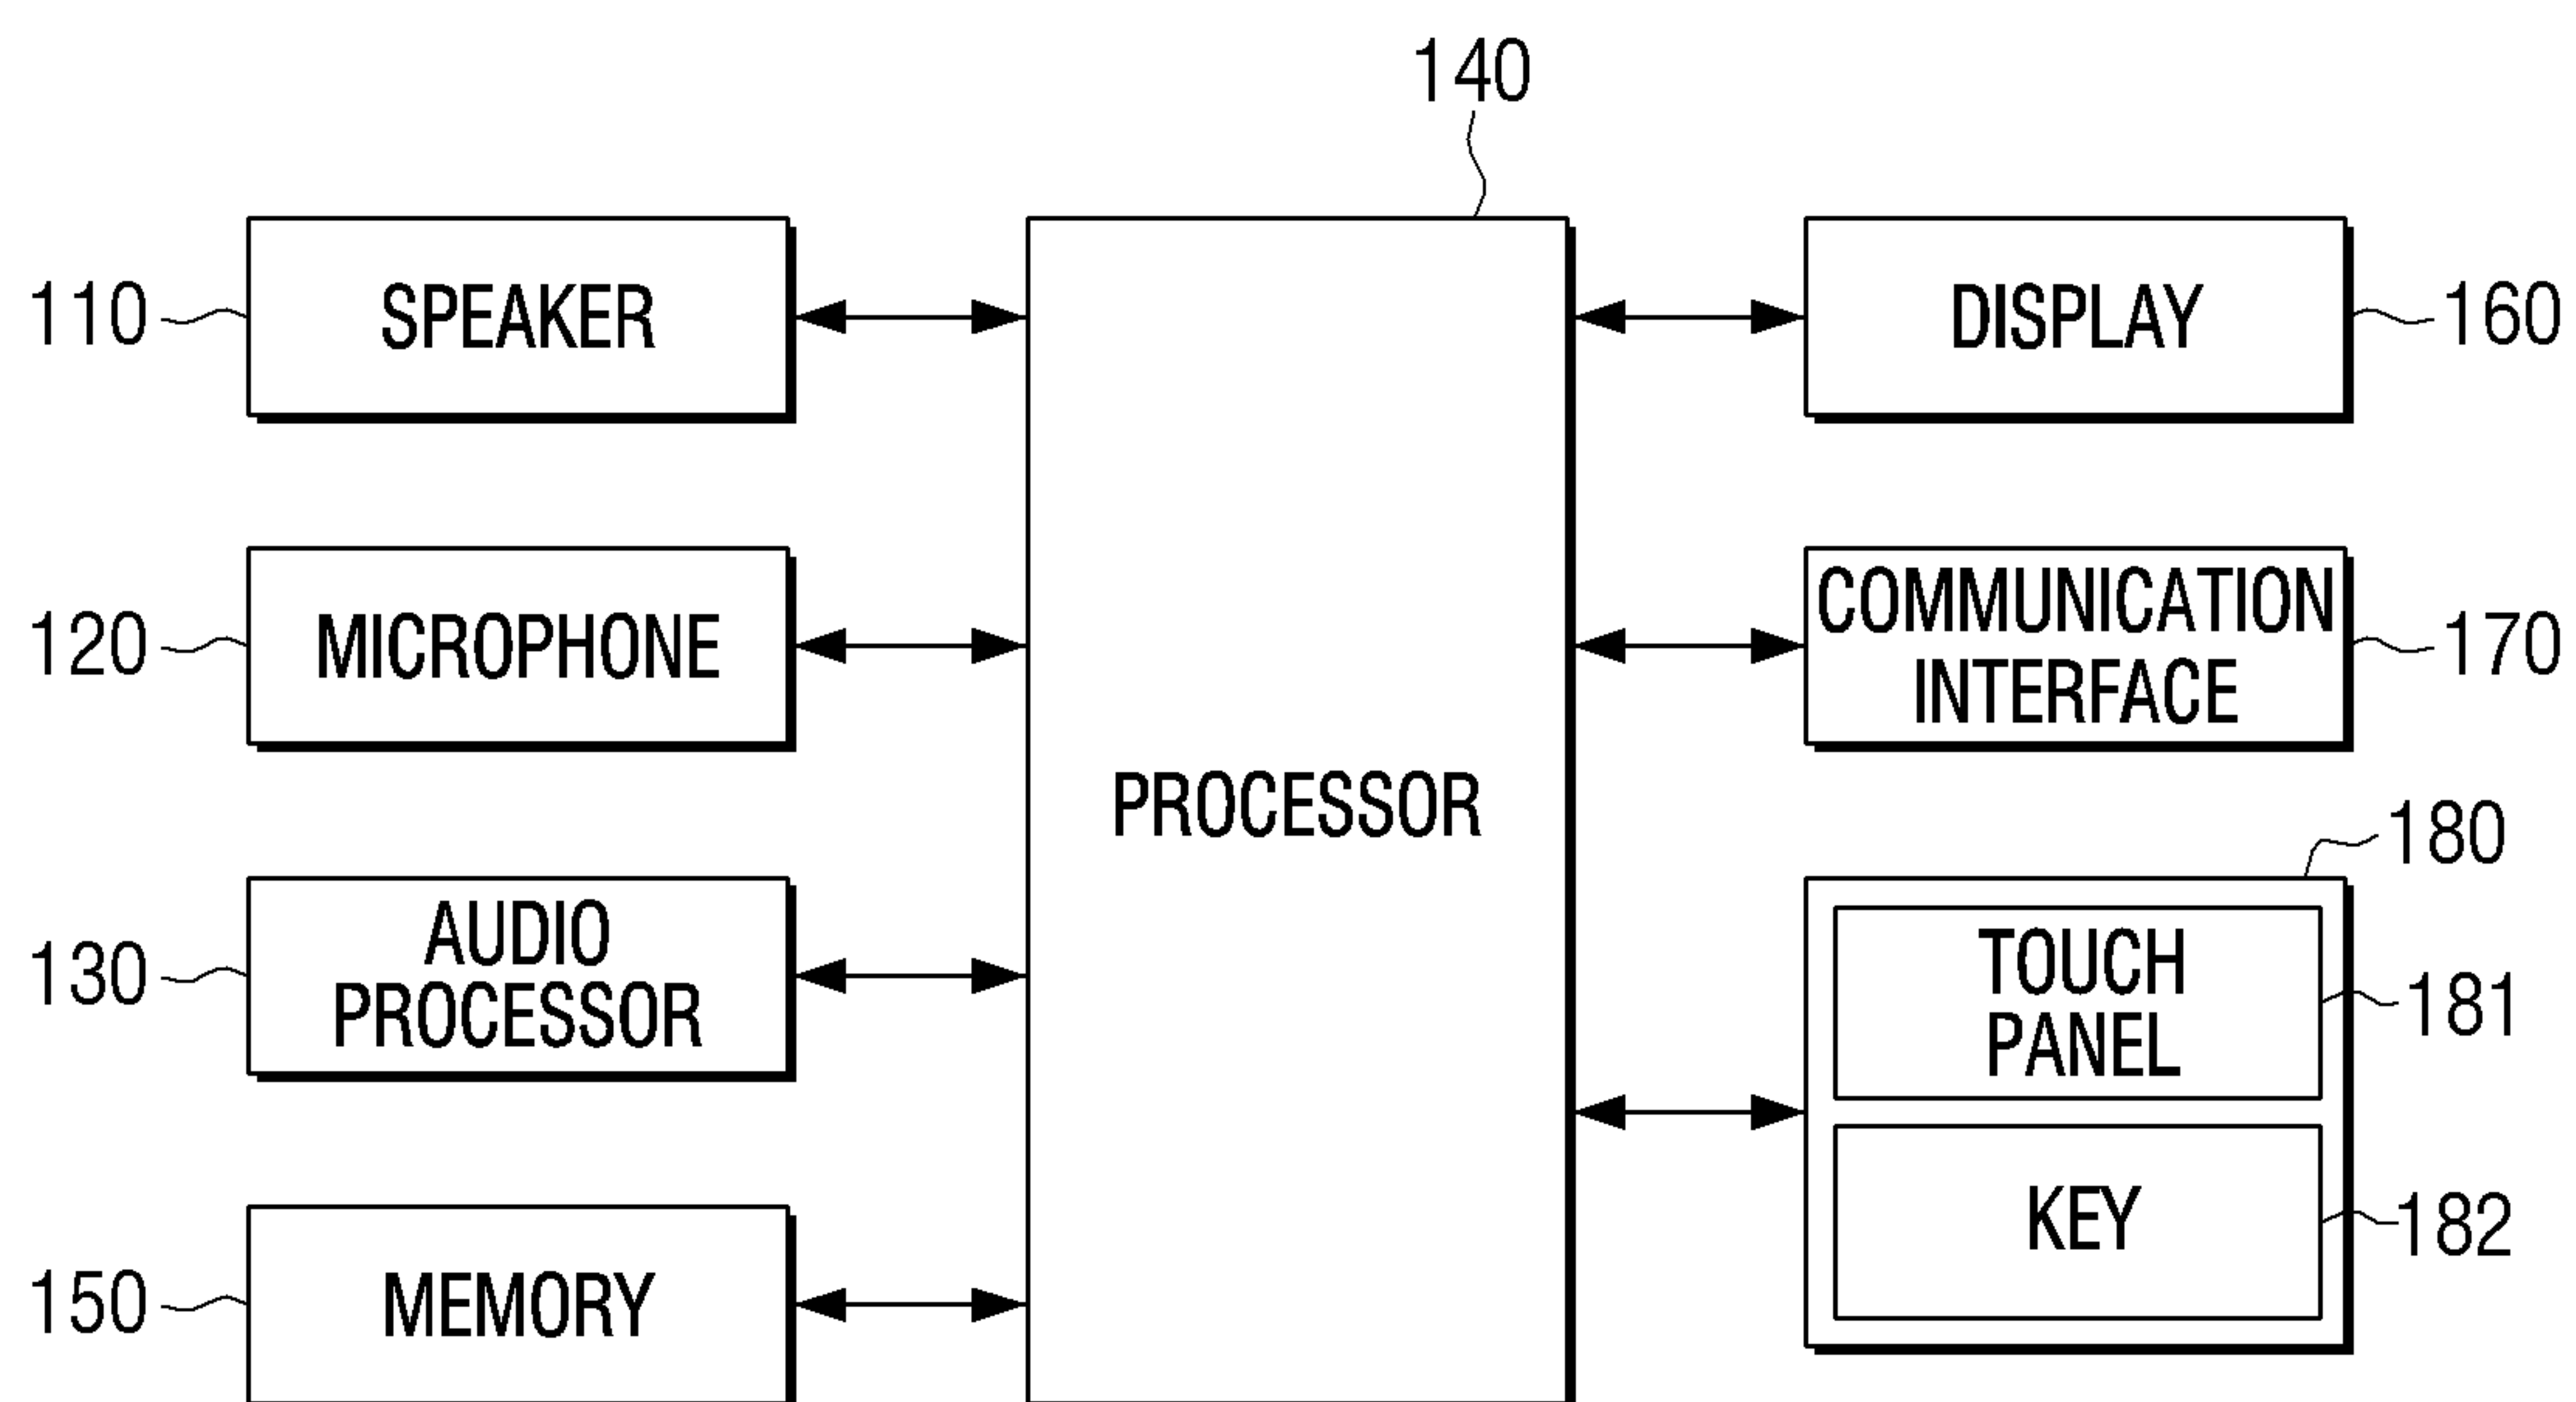 140
110
SPEAKER
DISPLAY
160
120
MICROPHONE
COMMUNICATION
INTERFACE
170
PROCESSOR
180
130
AUDIO
PROCESSOR
TOUCH
PANEL
181
150
MEMORY
KEY
182